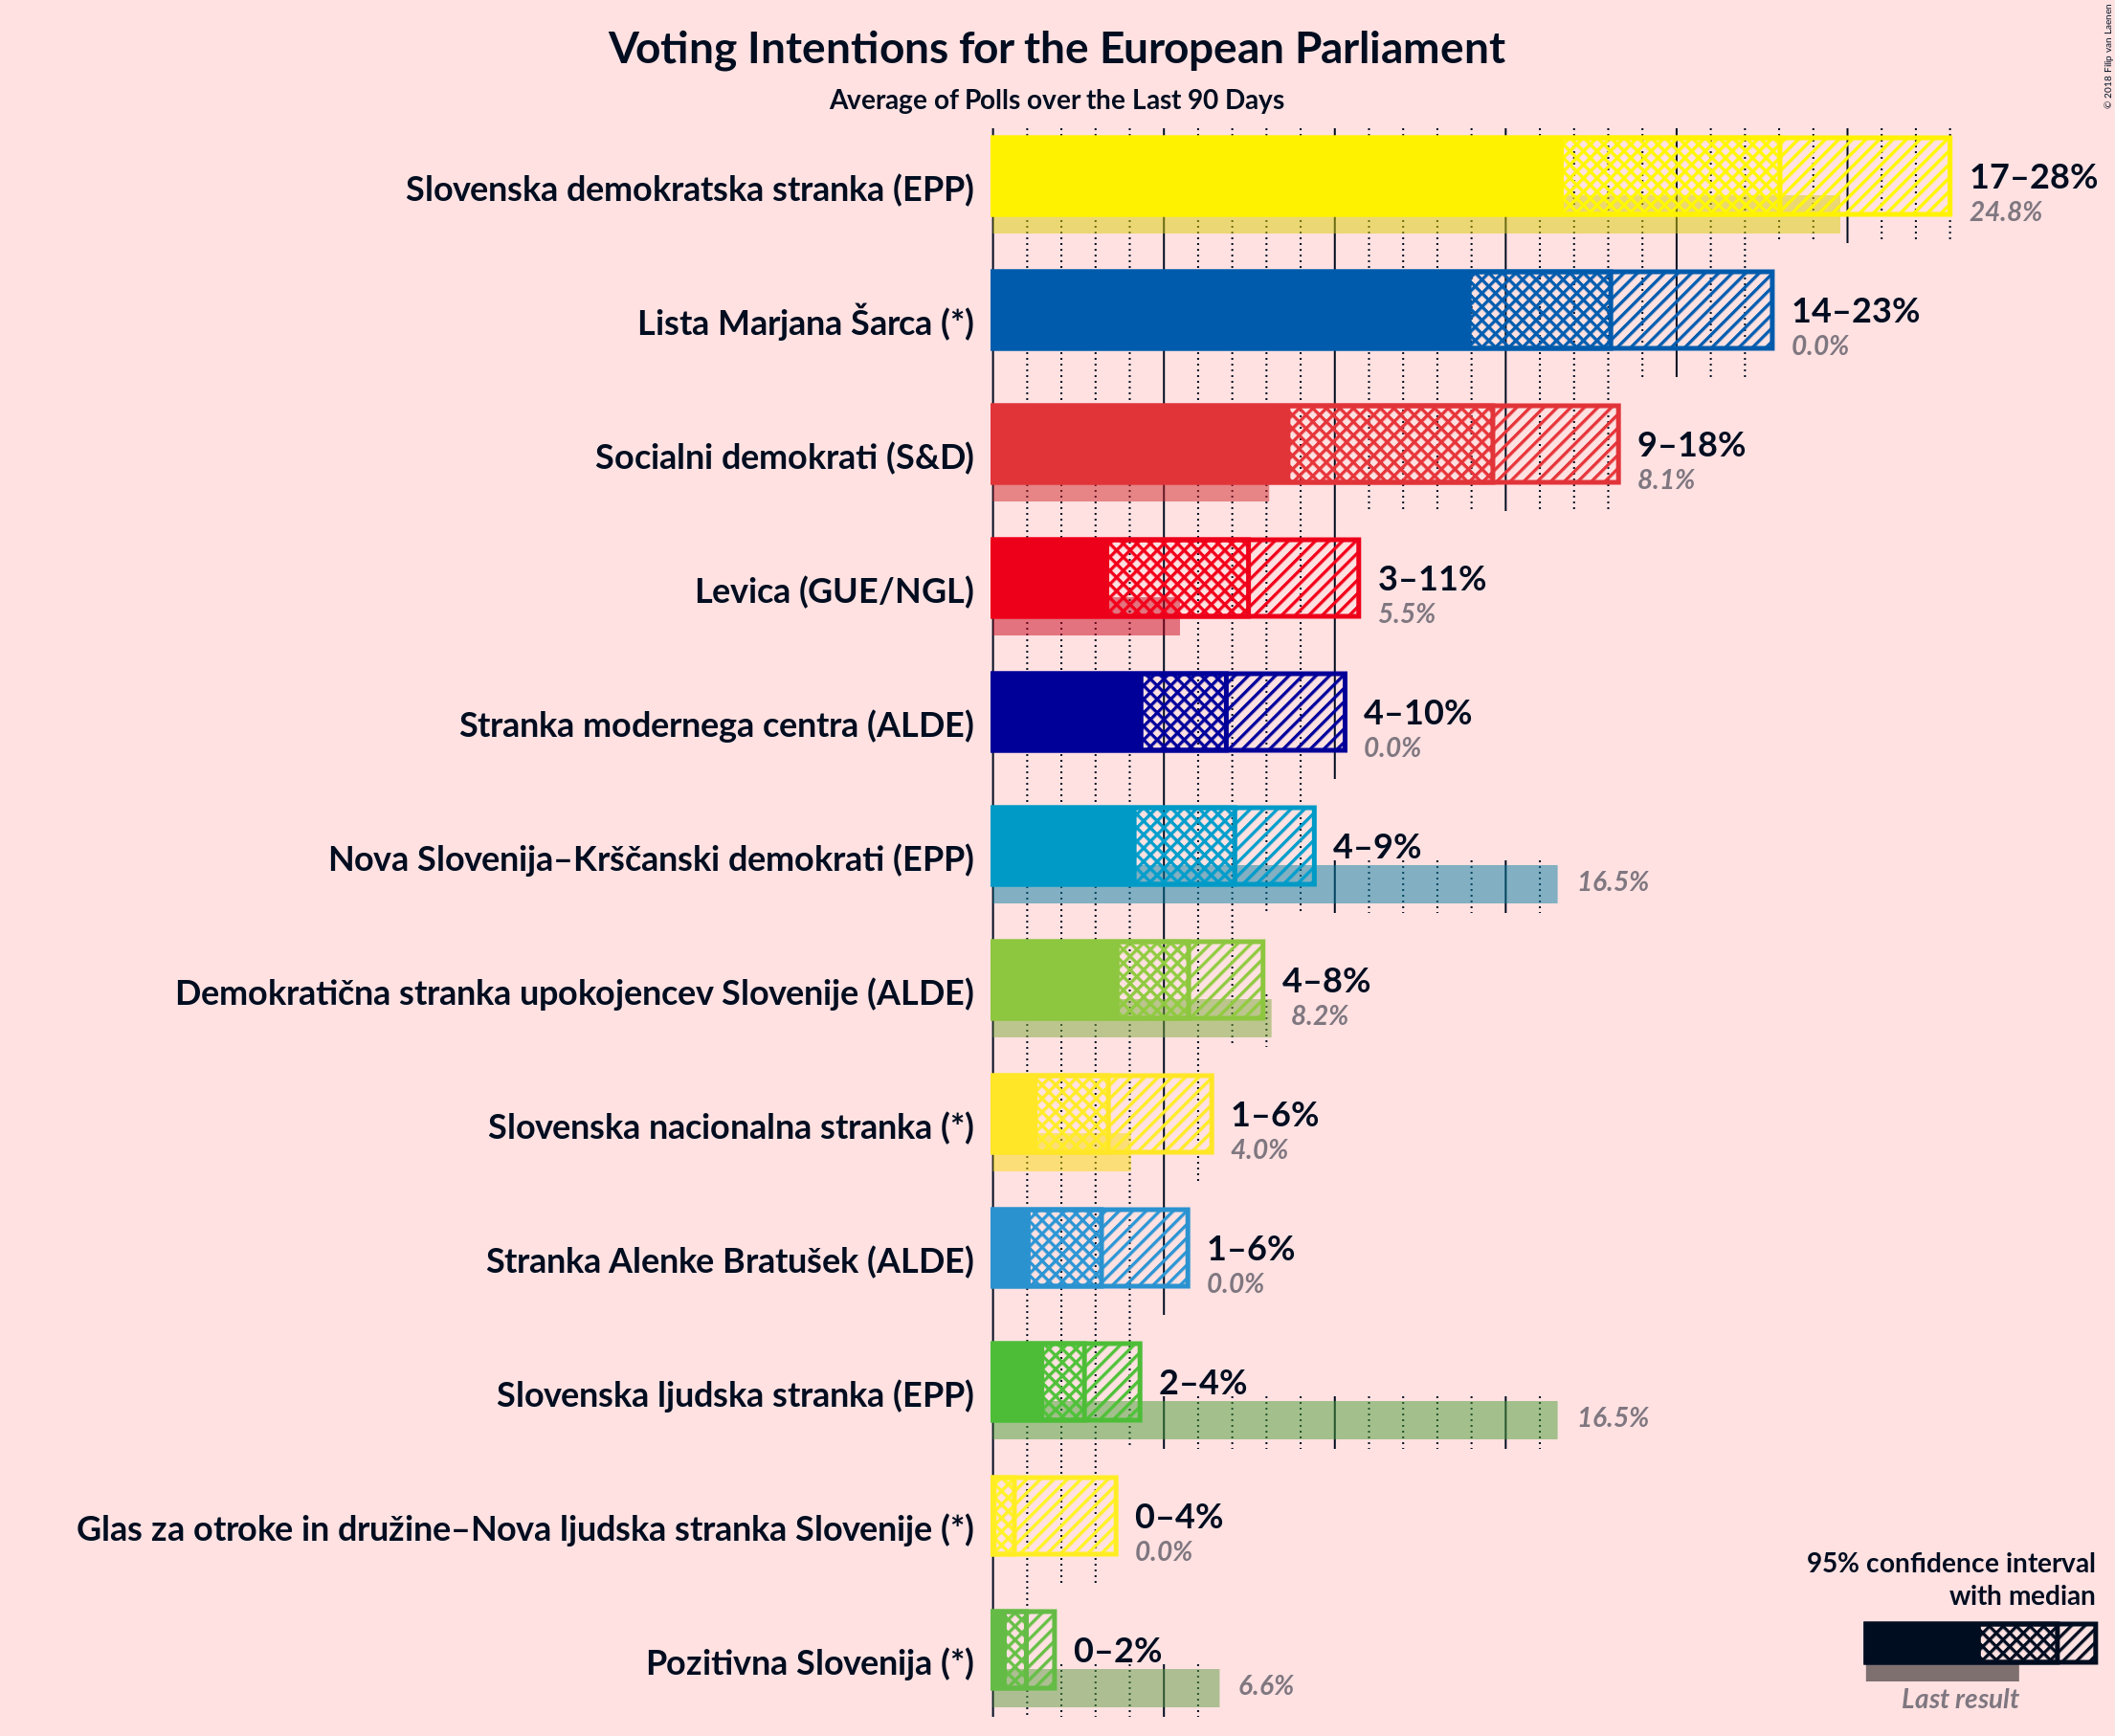 Voting Intentions for the European Parliament
Average of Polls over the Last 90 Days
© 2018 Filip van Laenen
Slovenska demokratska stranka (EPP)
17–28%
24.8%
Lista Marjana Šarca (*)
14–23%
0.0%
Socialni demokrati (S&D)
9–18%
8.1%
Levica (GUE/NGL)
3–11%
5.5%
Stranka modernega centra (ALDE)
4–10%
0.0%
Nova Slovenija–Krščanski demokrati (EPP)
4–9%
16.5%
Demokratična stranka upokojencev Slovenije (ALDE)
4–8%
8.2%
Slovenska nacionalna stranka (*)
1–6%
4.0%
Stranka Alenke Bratušek (ALDE)
1–6%
0.0%
Slovenska ljudska stranka (EPP)
2–4%
16.5%
Glas za otroke in družine–Nova ljudska stranka Slovenije (*)
0–4%
0.0%
Pozitivna Slovenija (*)
0–2%
6.6%
95% confidence interval
with median
Last result